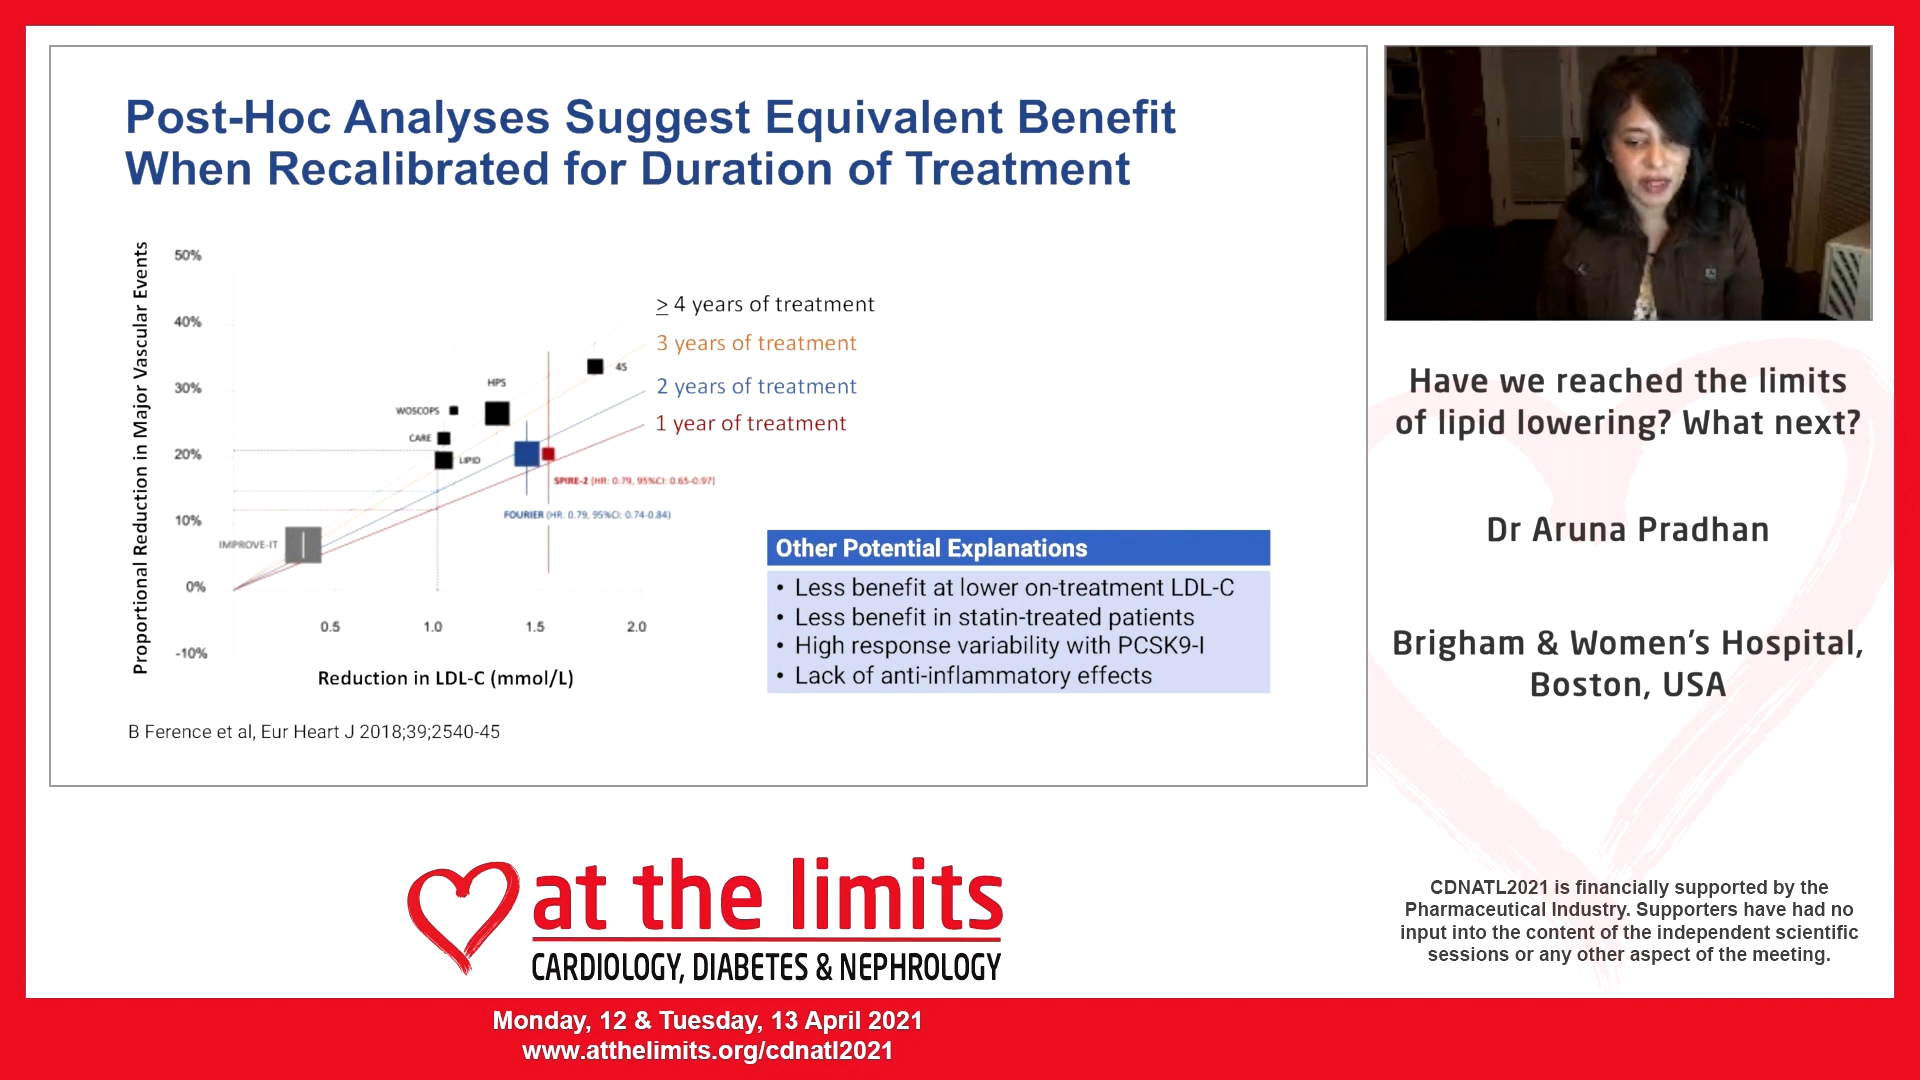 Post-Hoc Analyses Suggest Equivalent Benefit
When Recalibrated for Duration of Treatment
Proportional Reduction in Major Vascular Events
50%
40%
30%
20%
10%
0%
-10%
≥ 4 years of treatment
3 years of treatment
2 years of treatment
1 year of treatment
4S
HPS
WOSCOPS
CARE
LIPID
SPIRE-2 (HR: 0.79, 95%CI: 0.65-0.97)
FOURIER (HR: 0.79, 95%CI: 0.74-0.84)
IMPROVE-IT
0.5 1.0 1.5 2.0
Reduction in LDL-C (mmol/L)
Other Potential Explanations
• Less benefit at lower on-treatment LDL-C
• Less benefit in statin-treated patients
• High response variability with PCSK9-I
• Lack of anti-inflammatory effects
B Ference et al, Eur Heart J 2018;39;2540-45
Have we reached the limits
of lipid lowering? What next?
Dr Aruna Pradhan
Brigham & Women's Hospital,
Boston, USA
CDNATL2021 is financially supported by the
Pharmaceutical Industry. Supporters have had no
input into the content of the independent scientific
sessions or any other aspect of the meeting.
at the limits
CARDIOLOGY, DIABETES & NEPHROLOGY
Monday, 12 & Tuesday, 13 April 2021
www.atthelimits.org/cdnatl2021